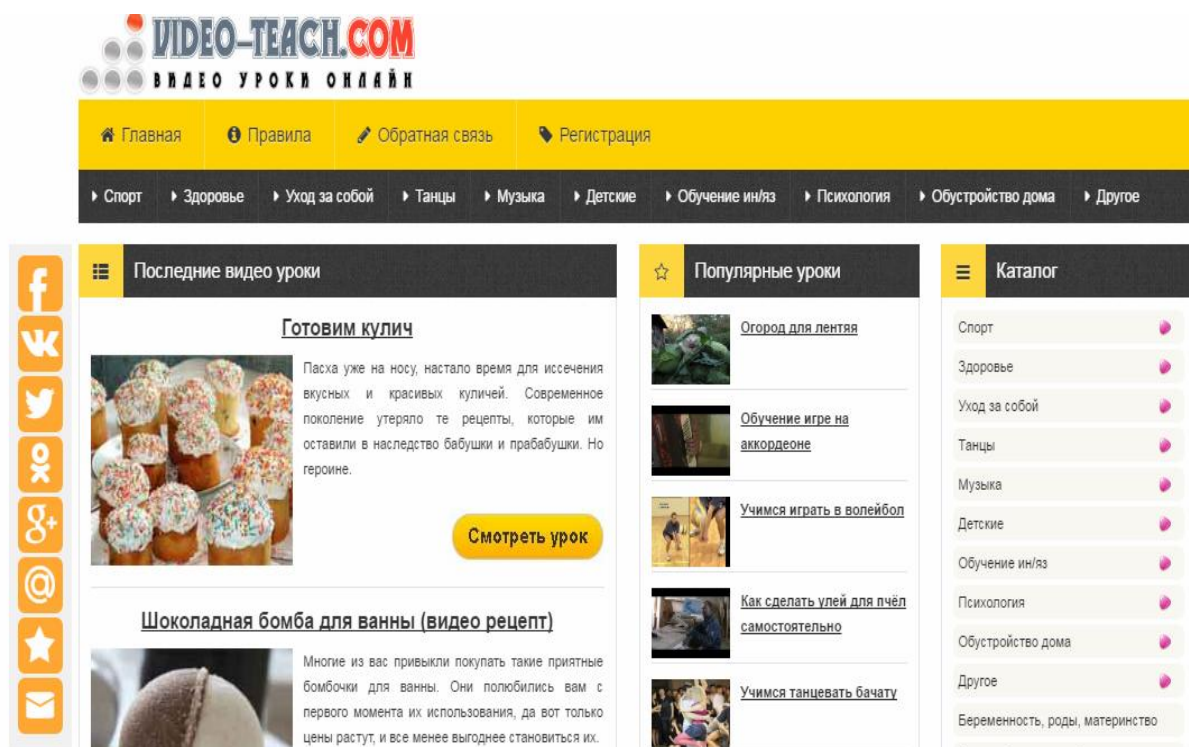 VIDEO-TEACH.COM
ВИДЕО УРОКИ ОНЛАЙН
Главная
Правила
Обратная связь
Регистрация
Спорт
Здоровье
Уход за собой
Танцы
Музыка
Детские
Обучение ин/яз
Психология
Обустройство дома
Другое
Последние видео уроки
Готовим кулич
Пасха уже на носу, настало время для иссечения
вкусных и красивых куличей. Современное
поколение утеряло те рецепты, которые им
оставили в наследство бабушки и прабабушки. Но
героине.
Смотреть урок
Шоколадная бомба для ванны (видео рецепт)
Многие из вас привыкли покупать такие приятные
бомбочки для ванны. Они полюбились вам с
первого момента их использования, да вот только
цены растут, и все менее выгоднее становиться их.
Популярные уроки
Огород для лентяя
Обучение игре на
аккордеоне
Учимся играть в волейбол
Как сделать улей для пчёл
самостоятельно
Учимся танцевать бачату
Каталог
Спорт
Здоровье
Уход за собой
Танцы
Музыка
Детские
Обучение ин/яз
Психология
Обустройство дома
Другое
Беременность, роды, материнство